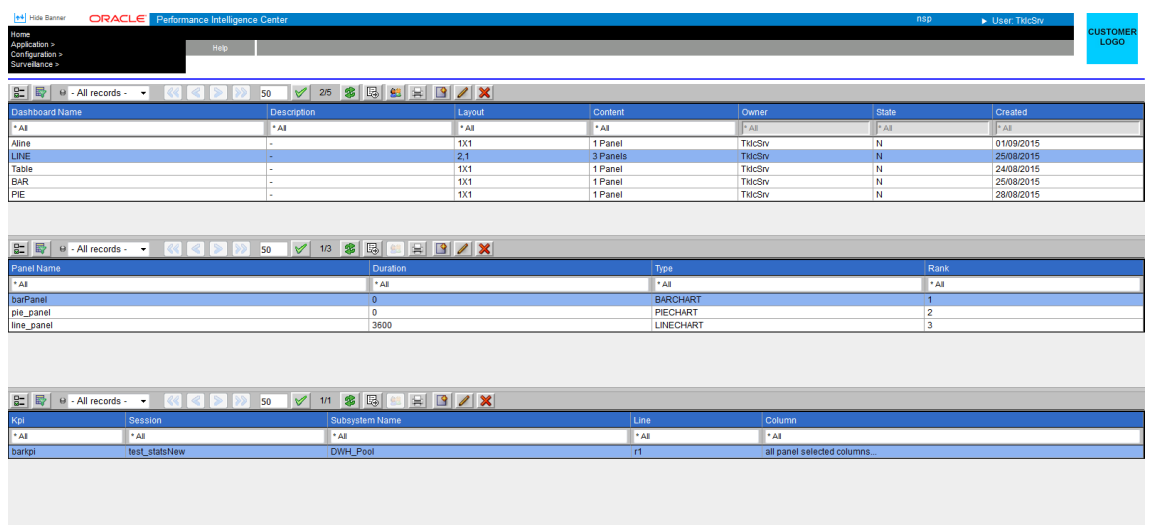 Hide Banner ORACLE Performance Intelligence Center nsp ► User: TklcSrv
CUSTOMER LOGO
Home
Application >
Configuration >
Surveillance >
Help
- All records - 50 2/5
Dashboard Name Description Layout Content Owner State Created
* All * All * All * All * All * All * All
Aline - 1X1 1 Panel TklcSrv N 01/09/2015
LINE - 2,1 3 Panels TklcSrv N 25/08/2015
Table - 1X1 1 Panel TklcSrv N 24/08/2015
BAR - 1X1 1 Panel TklcSrv N 25/08/2015
PIE - 1X1 1 Panel TklcSrv N 28/08/2015
- All records - 50 1/3
Panel Name Duration Type Rank
* All * All * All * All
barPanel 0 BARCHART 1
pie_panel 0 PIECHART 2
line_panel 3600 LINECHART 3
- All records - 50 1/1
Kpi Session Subsystem Name Line Column
* All * All * All * All * All
barkpi test_statsNew DWH_Pool r1 all panel selected columns...